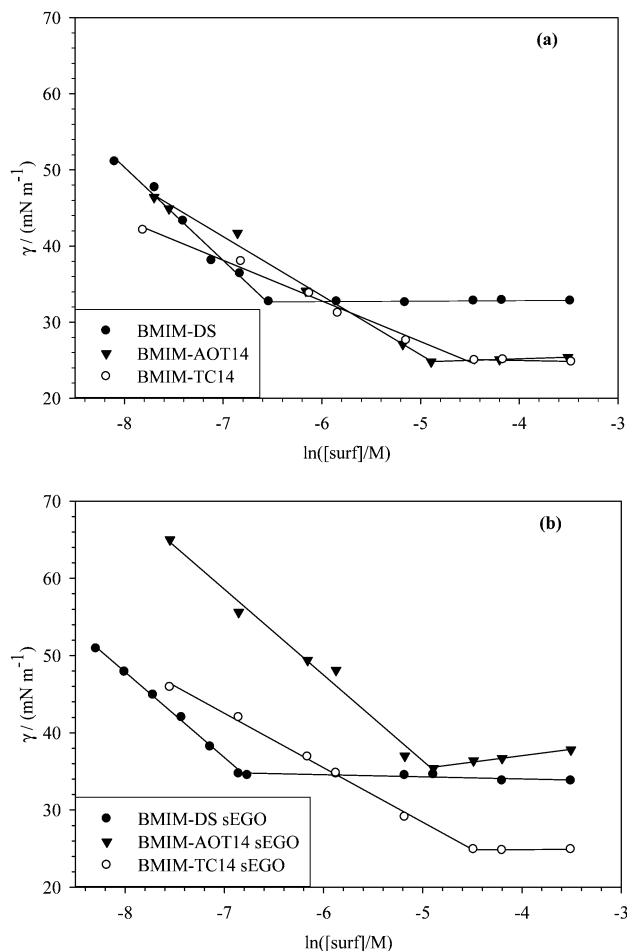 (a)
70
60
50
40
30
20
γ / (mN m⁻¹)
BMIM-DS
BMIM-AOT14
BMIM-TC14
-8 -7 -6 -5 -4 -3
ln([surf]/M)
(b)
70
60
50
40
30
20
γ / (mN m⁻¹)
BMIM-DS sEGO
BMIM-AOT14 sEGO
BMIM-TC14 sEGO
-8 -7 -6 -5 -4 -3
ln([surf]/M)